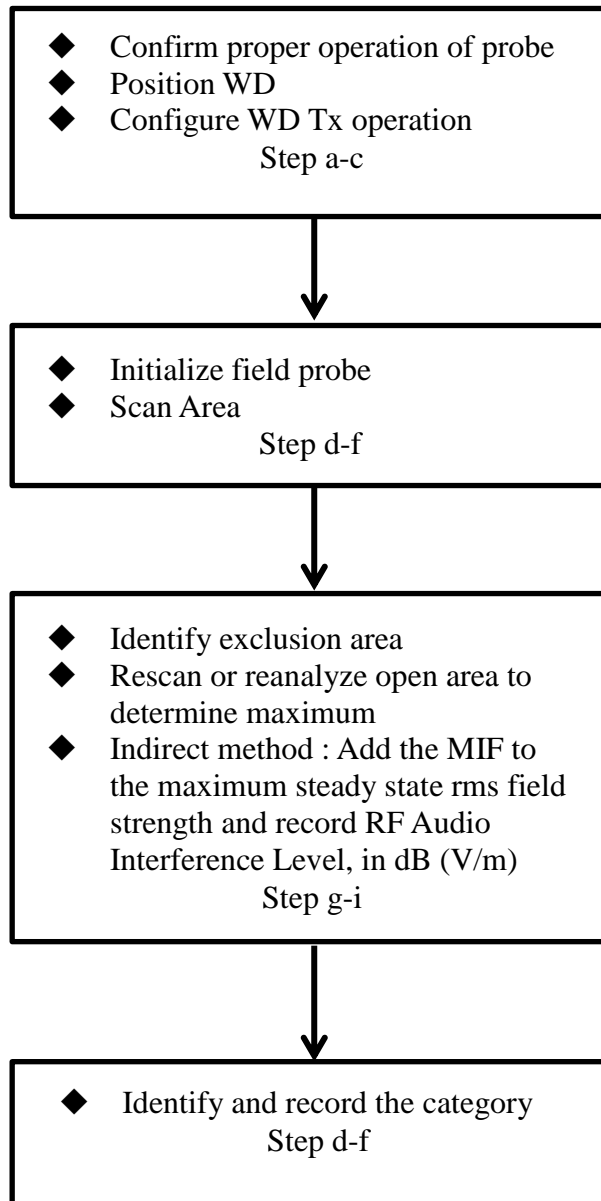 ◆ Confirm proper operation of probe
◆ Position WD
◆ Configure WD Tx operation
Step a-c
◆ Initialize field probe
◆ Scan Area
Step d-f
◆ Identify exclusion area
◆ Rescan or reanalyze open area to
determine maximum
◆ Indirect method : Add the MIF to
the maximum steady state rms field
strength and record RF Audio
Interference Level, in dB (V/m)
Step g-i
◆ Identify and record the category
Step d-f